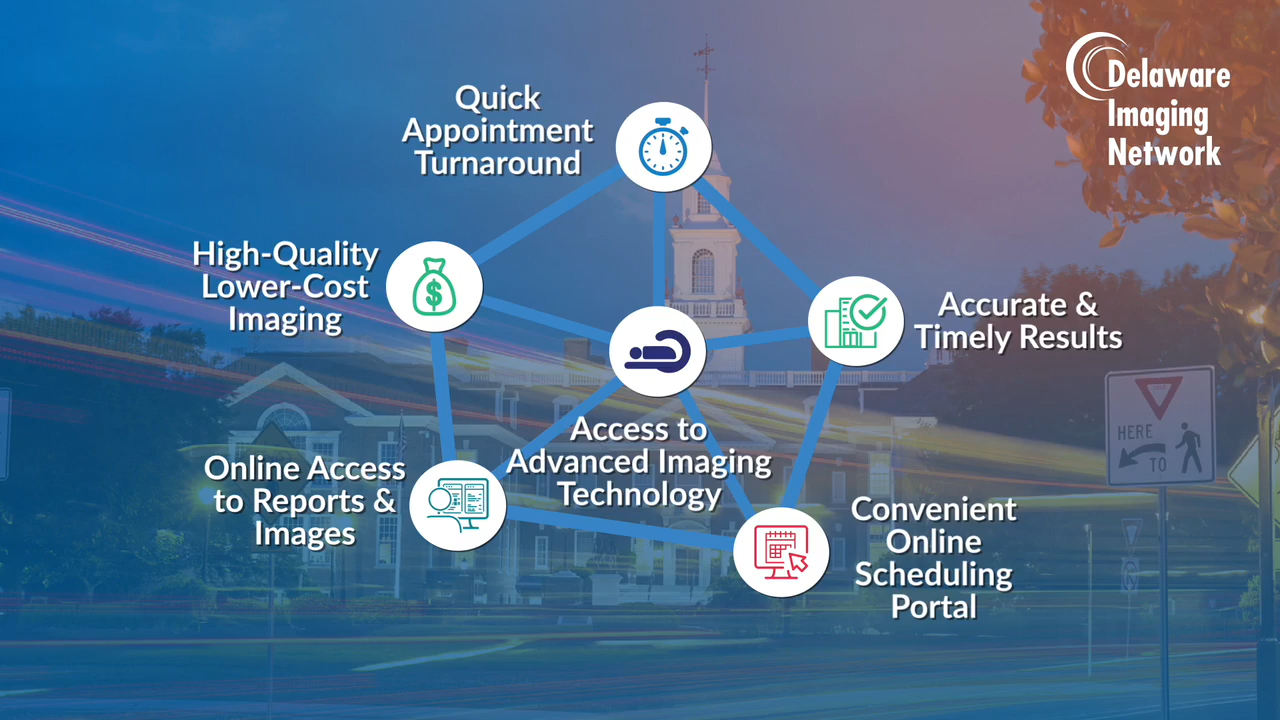 Delaware
Imaging
Network
Quick
Appointment
Turnaround
High-Quality
Lower-Cost
Imaging
$
Accurate &
Timely Results
Access to
Advanced Imaging
Technology
Online Access
to Reports &
Images
Convenient
Online
Scheduling
Portal
HERE
TO